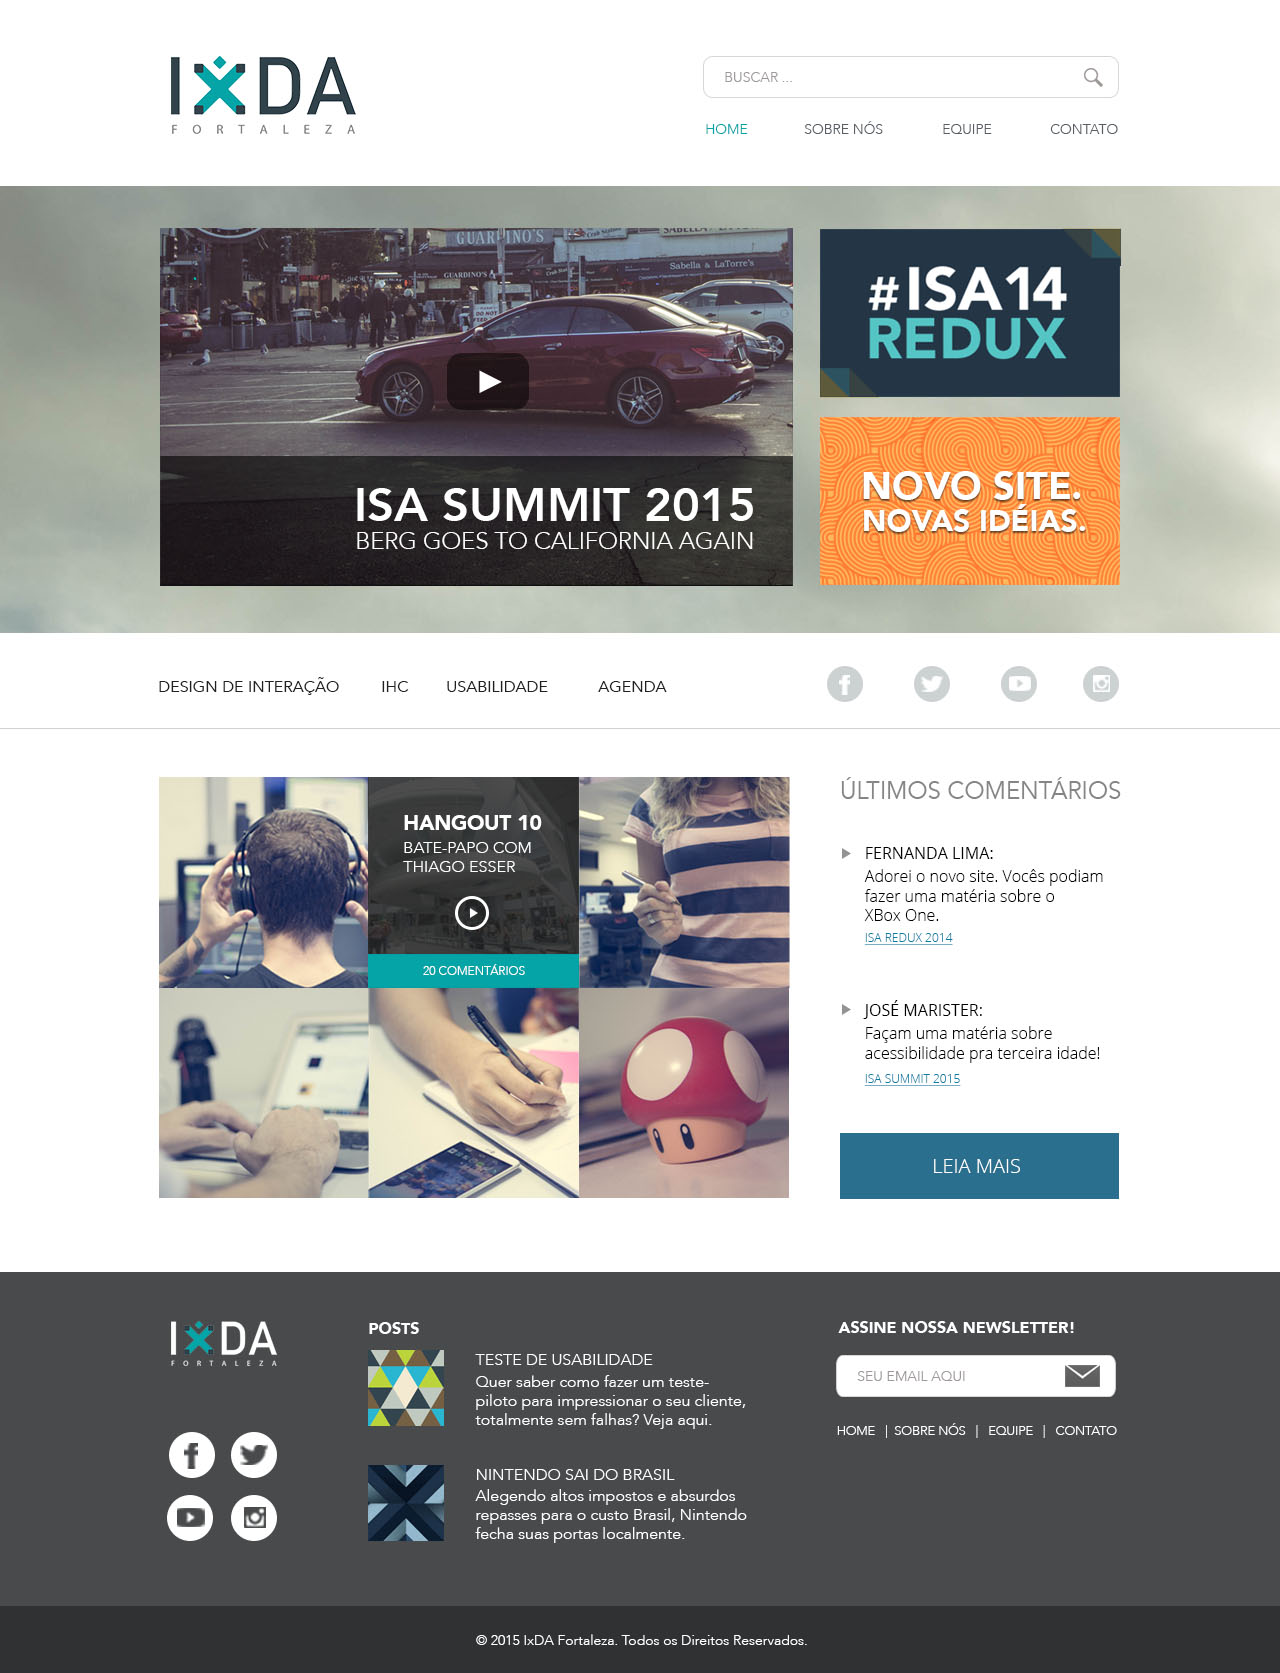 IXDA
FORTALEZA
BUSCAR ...
HOME
SOBRE NÓS
EQUIPE
CONTATO
GUARDINO'S
GUARDINO'S
Sabella & LaTorre's
ISA SUMMIT 2015
BERG GOES TO CALIFORNIA AGAIN
#ISA14
REDUX
NOVO SITE.
NOVAS IDÉIAS.
DESIGN DE INTERAÇÃO
IHC
USABILIDADE
AGENDA
HANGOUT 10
BATE-PAPO COM
THIAGO ESSER
20 COMENTÁRIOS
ÚLTIMOS COMENTÁRIOS
FERNANDA LIMA:
Adorei o novo site. Vocês podiam
fazer uma matéria sobre o
XBox One.
ISA REDUX 2014
JOSÉ MARISTER:
Façam uma matéria sobre
acessibilidade pra terceira idade!
ISA SUMMIT 2015
LEIA MAIS
IXDA
FORTALEZA
POSTS
TESTE DE USABILIDADE
Quer saber como fazer um teste-
piloto para impressionar o seu cliente,
totalmente sem falhas? Veja aqui.
NINTENDO SAI DO BRASIL
Alegendo altos impostos e absurdos
repasses para o custo Brasil, Nintendo
fecha suas portas localmente.
ASSINE NOSSA NEWSLETTER!
SEU EMAIL AQUI
HOME | SOBRE NÓS | EQUIPE | CONTATO
© 2015 IxDA Fortaleza. Todos os Direitos Reservados.